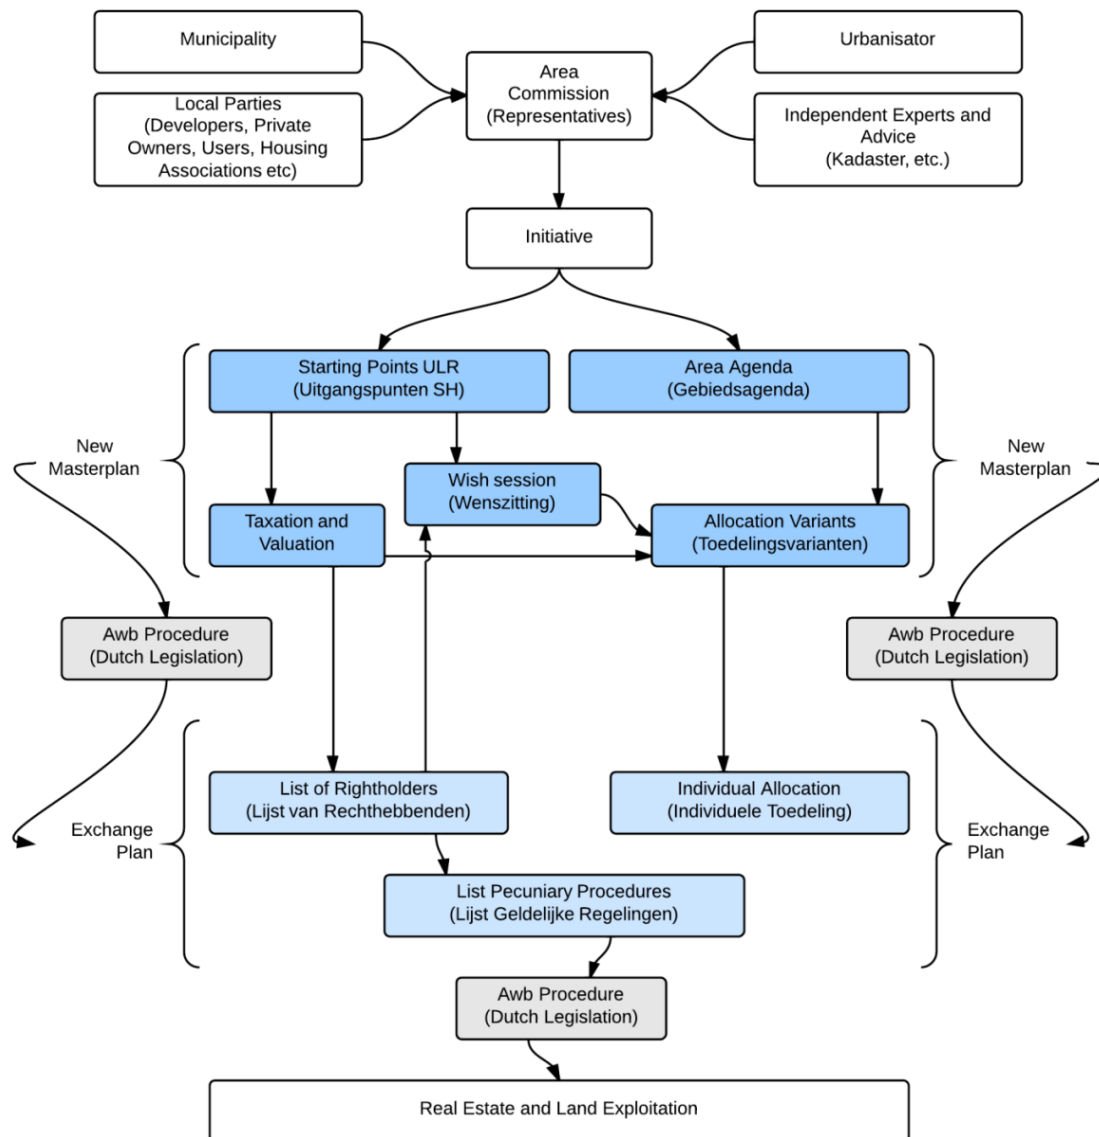 Municipality
Urbanisator
Area
Commission
(Representatives)
Local Parties
(Developers, Private
Owners, Users, Housing
Associations etc)
Independent Experts and
Advice
(Kadaster, etc.)
Initiative
Starting Points ULR
(Uitgangspunten SH)
Area Agenda
(Gebiedsagenda)
New
Masterplan
New
Masterplan
Wish session
(Wenszitting)
Taxation and
Valuation
Allocation Variants
(Toedelingsvarianten)
Awb Procedure
(Dutch Legislation)
Awb Procedure
(Dutch Legislation)
List of Rightholders
(Lijst van Rechthebbenden)
Individual Allocation
(Individuele Toedeling)
Exchange
Plan
Exchange
Plan
List Pecuniary Procedures
(Lijst Geldelijke Regelingen)
Awb Procedure
(Dutch Legislation)
Real Estate and Land Exploitation